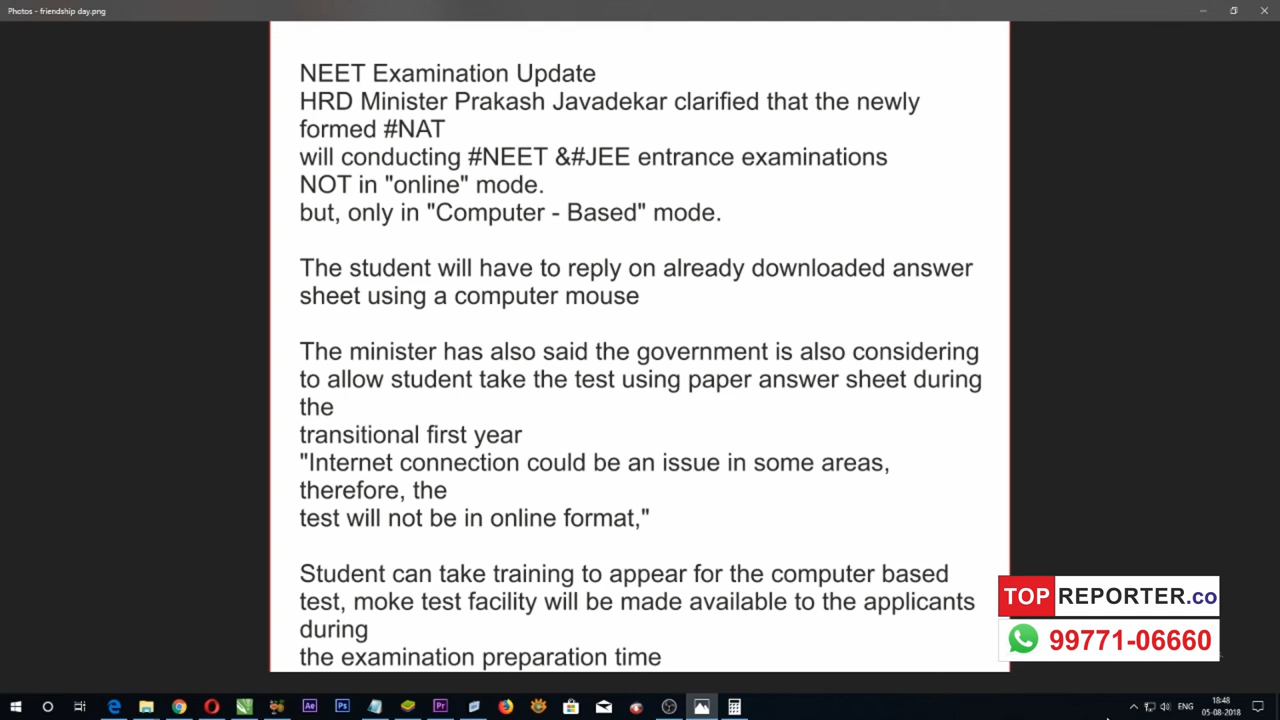 Photos - friendship day.png
NEET Examination Update
HRD Minister Prakash Javadekar clarified that the newly
formed #NAT
will conducting #NEET &#JEE entrance examinations
NOT in "online" mode.
but, only in "Computer - Based" mode.
The student will have to reply on already downloaded answer
sheet using a computer mouse
The minister has also said the government is also considering
to allow student take the test using paper answer sheet during
the
transitional first year
"Internet connection could be an issue in some areas,
therefore, the
test will not be in online format,"
Student can take training to appear for the computer based
test, moke test facility will be made available to the applicants
during
the examination preparation time
TOP REPORTER.co
99771-06660
Ae Ps Pr
ENG
18:48
05-08-2018